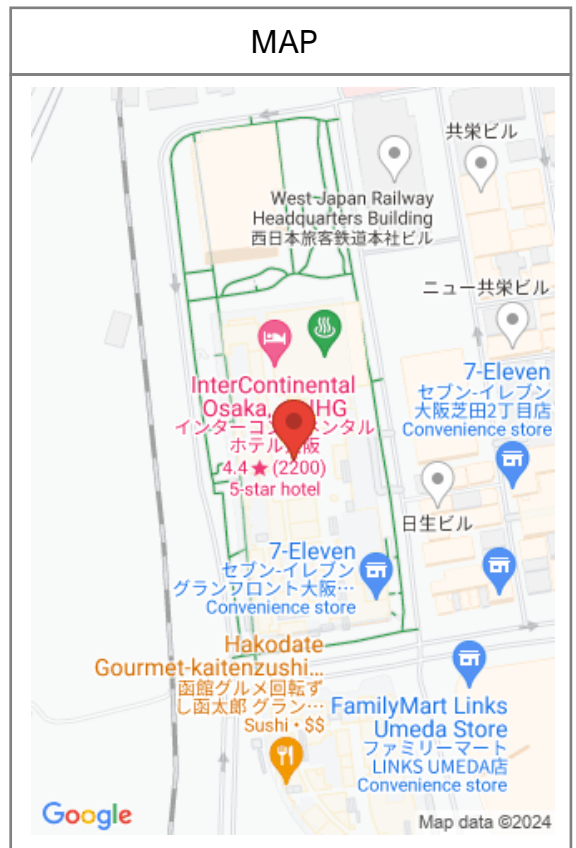 MAP
共栄ビル
West Japan Railway
Headquarters Building
西日本旅客鉄道本社ビル
ニュー共栄ビル
InterContinental
Osaka, IHG
インターコンチネンタル
ホテル大阪
4.4★(2200)
5-star hotel
7-Eleven
セブン-イレブン
大阪芝田2丁目店
Convenience store
日生ビル
7-Eleven
セブン-イレブン
グランフロント大阪…
Convenience store
Hakodate
Gourmet-kaitenzushi...
函館グルメ回転ず
し函太郎 グラン…
Sushi • $$
FamilyMart Links
Umeda Store
ファミリーマート
LINKS UMEDA店
Convenience store
Google
Map data ©2024